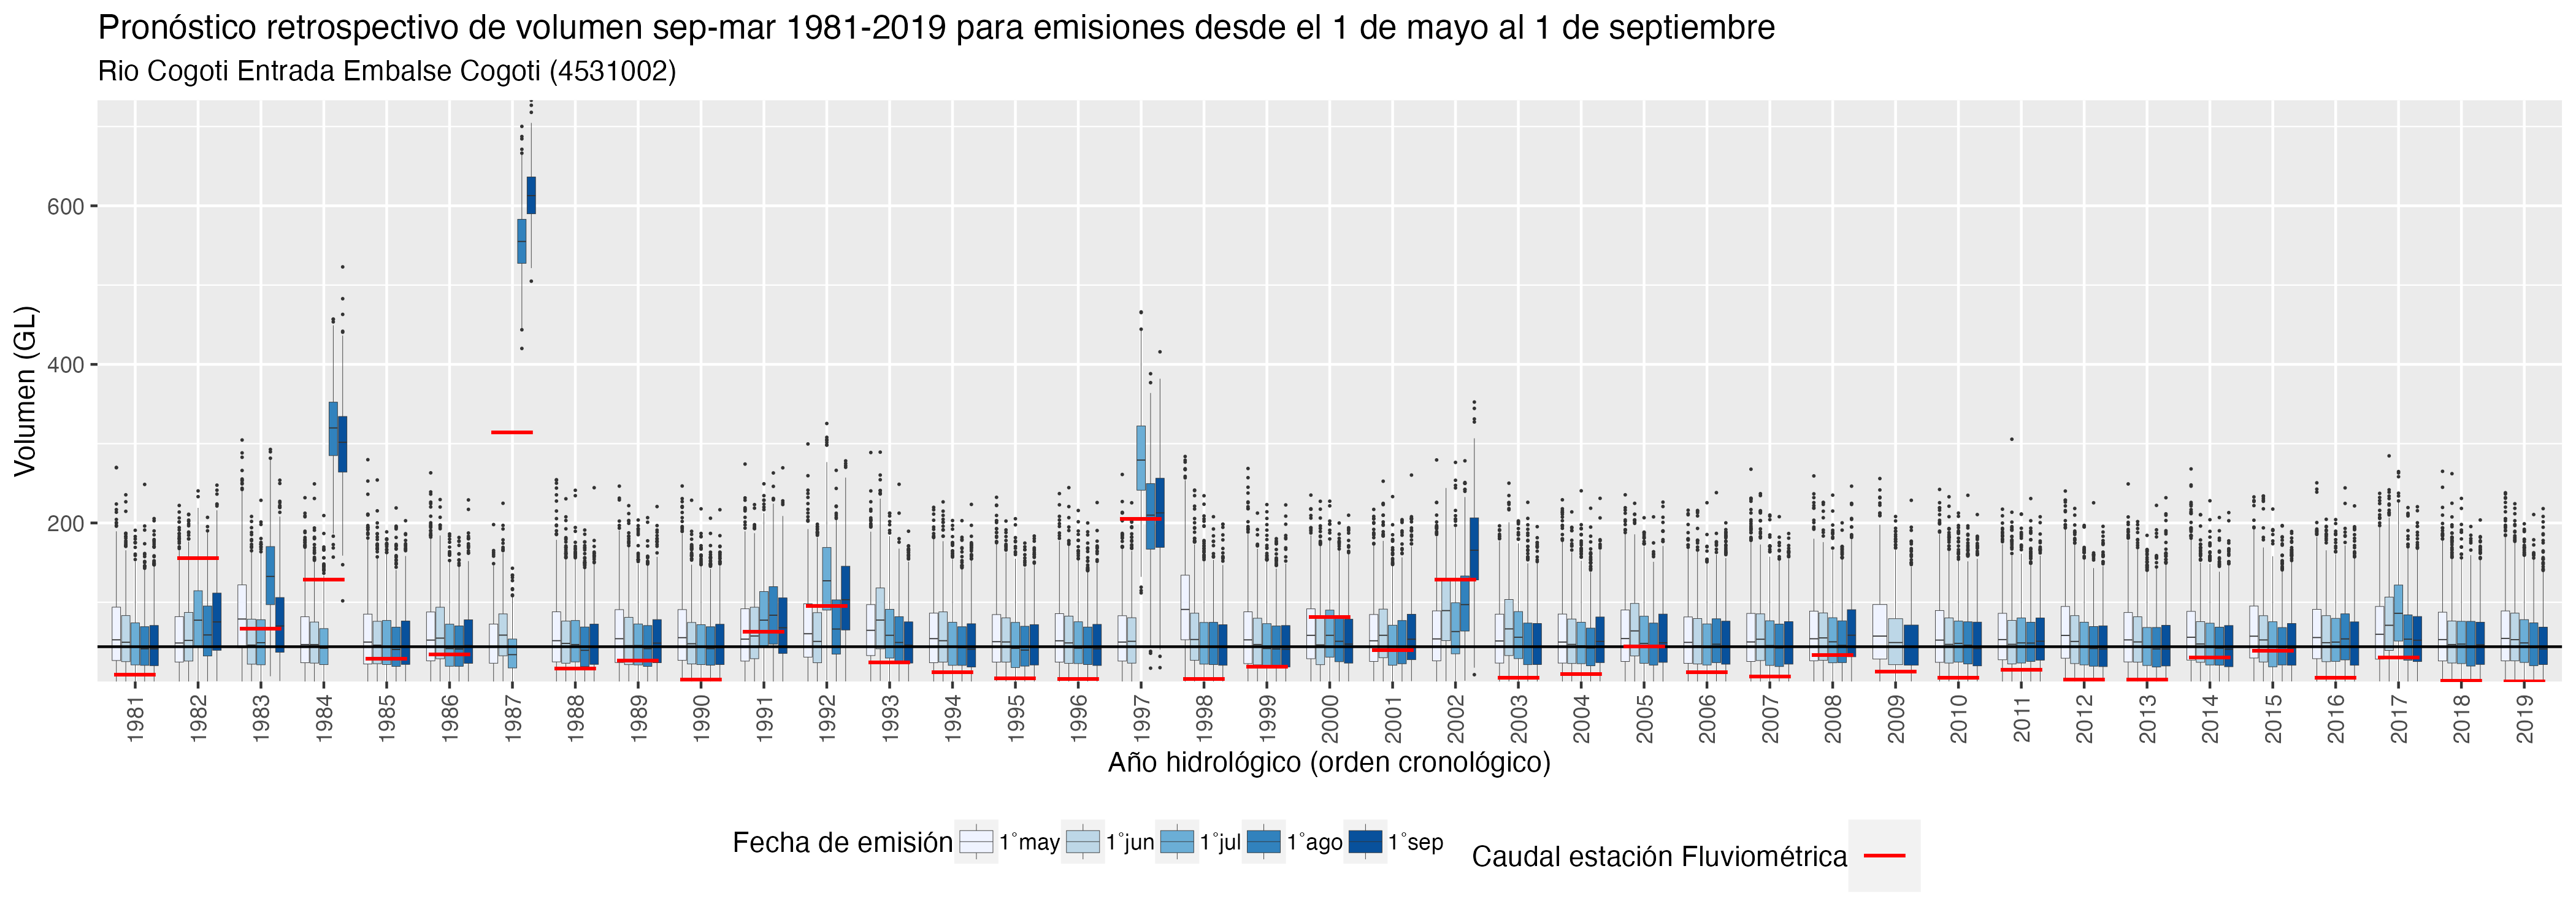 Pronóstico retrospectivo de volumen sep-mar 1981-2019 para emisiones desde el 1 de mayo al 1 de septiembre
Rio Cogoti Entrada Embalse Cogoti (4531002)
Volumen (GL)
600
400
200
1981 1982 1983 1984 1985 1986 1987 1988 1989 1990 1991 1992 1993 1994 1995 1996 1997 1998 1999 2000 2001 2002 2003 2004 2005 2006 2007 2008 2009 2010 2011 2012 2013 2014 2015 2016 2017 2018 2019
Año hidrológico (orden cronológico)
Fecha de emisión 1°may 1°jun 1°jul 1°ago 1°sep Caudal estación Fluviométrica